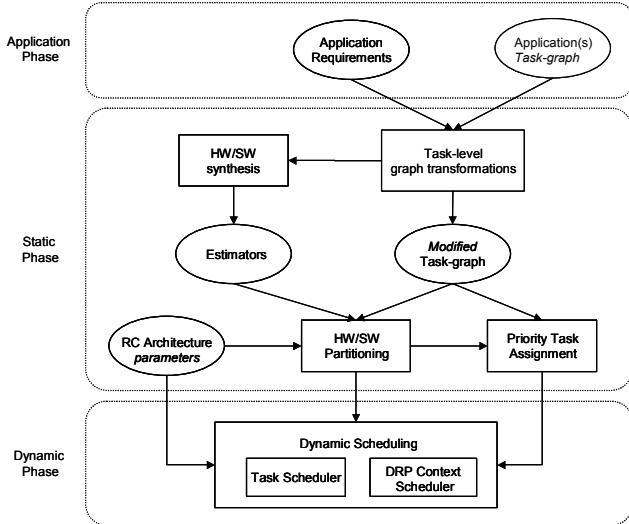 Application
Phase
Application
Requirements
Application(s)
Task-graph
Static
Phase
HW/SW
synthesis
Task-level
graph transformations
Estimators
Modified
Task-graph
RC Architecture
parameters
HW/SW
Partitioning
Priority Task
Assignment
Dynamic
Phase
Dynamic Scheduling
Task Scheduler
DRP Context
Scheduler